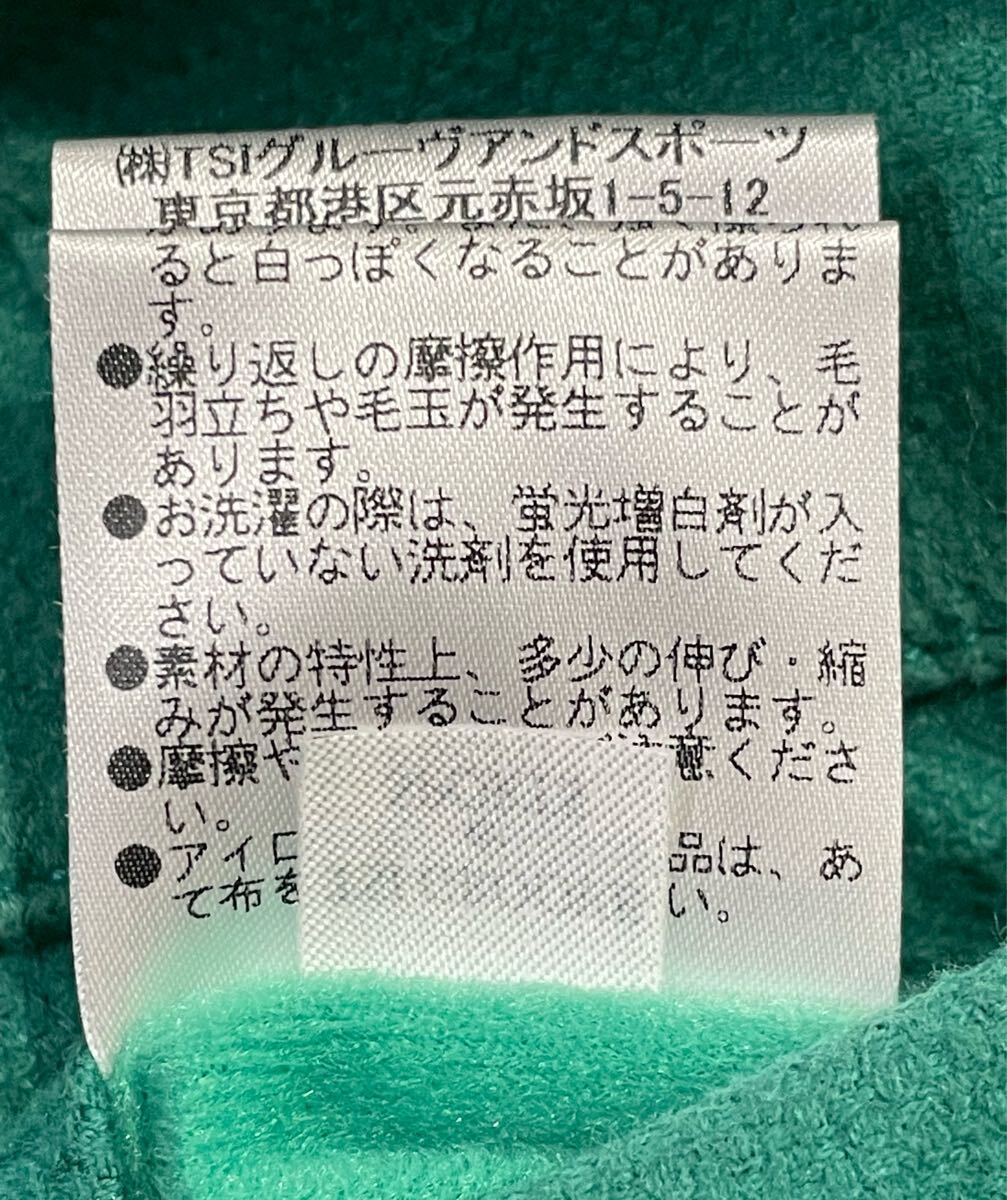 ㈱TSIグルーヴアンドスポーツ
東京都港区元赤坂1-5-12
ると白っぽくなることがありま
す。
●繰り返しの摩擦作用により、毛
羽立ちや毛玉が発生することが
あります。
●お洗濯の際は、蛍光増白剤が入
っていない洗剤を使用してくだ
さい。
●素材の特性上、多少の伸び・縮
みが発生することがあります。
●摩擦や 意くださ
い。
●アイロ 品は、あ
て布を い。